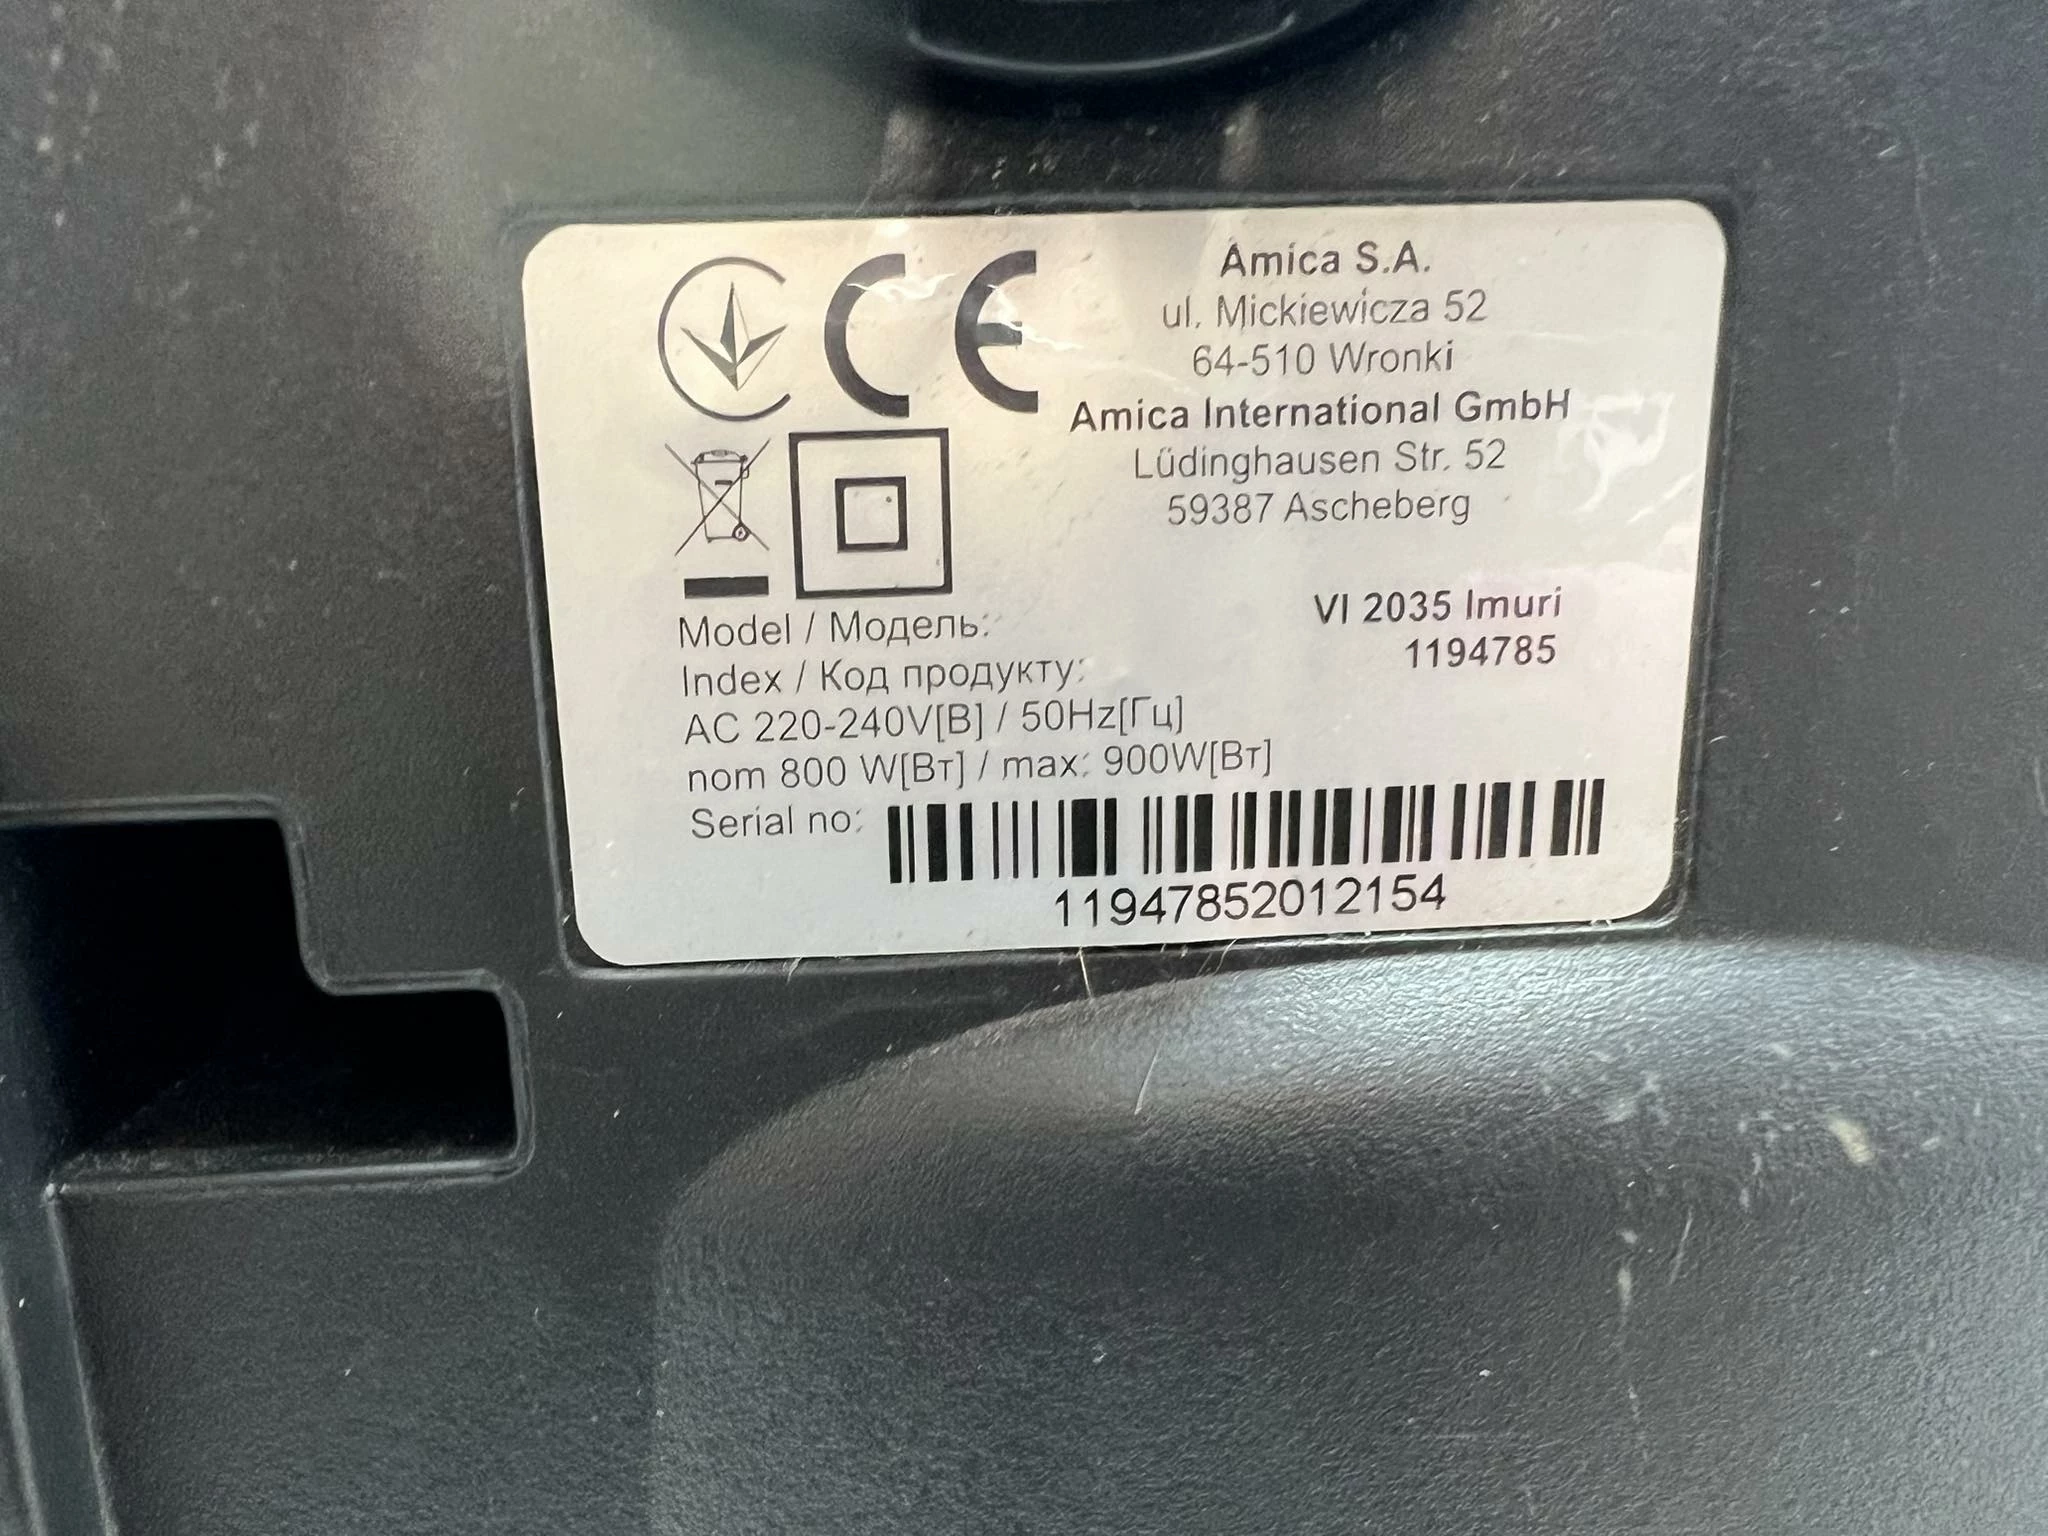 CE
Amica S.A.
ul. Mickiewicza 52
64-510 Wronki
Amica International GmbH
Lüdinghausen Str. 52
59387 Ascheberg
Model / Модель: VI 2035 Imuri
Index / Код продукту: 1194785
AC 220-240V[В] / 50Hz[Гц]
nom 800 W[Вт] / max: 900W[Вт]
Serial no:
11947852012154